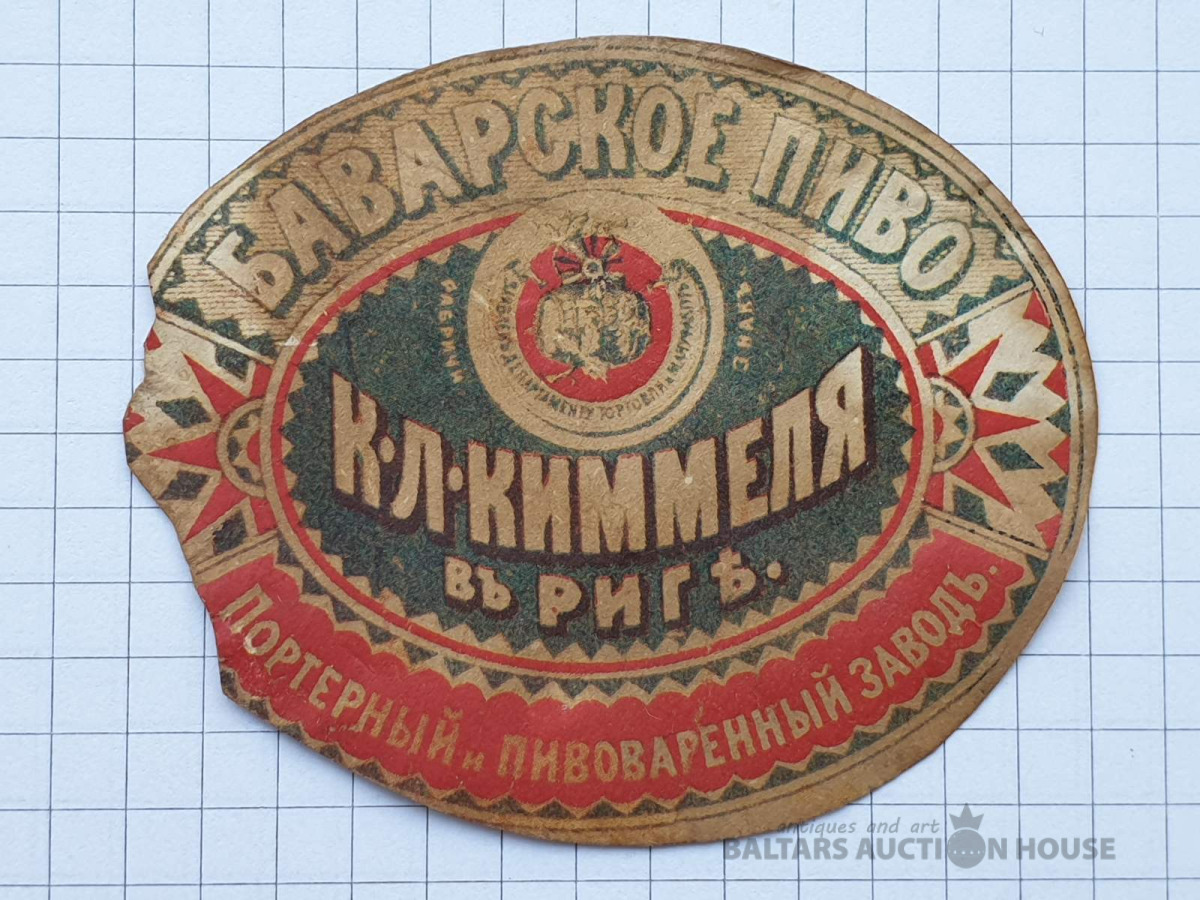 БАВАРСКОЕ ПИВО
К·Л·КИММЕЛЯ
ВЪ РИГѢ.
ПОРТЕРНЫЙ и ПИВОВАРЕННЫЙ ЗАВОДЪ.
antiques and art
BALTARS AUCTION HOUSE